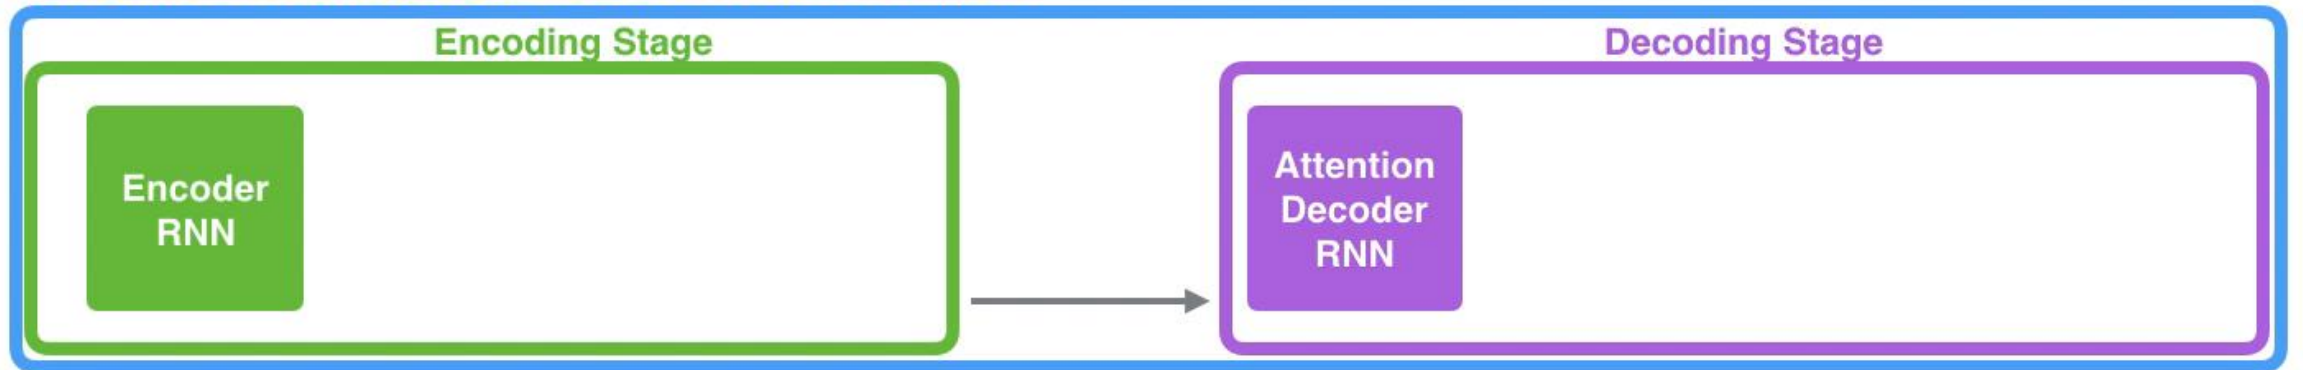 Encoding Stage
Decoding Stage
Encoder
RNN
Attention
Decoder
RNN